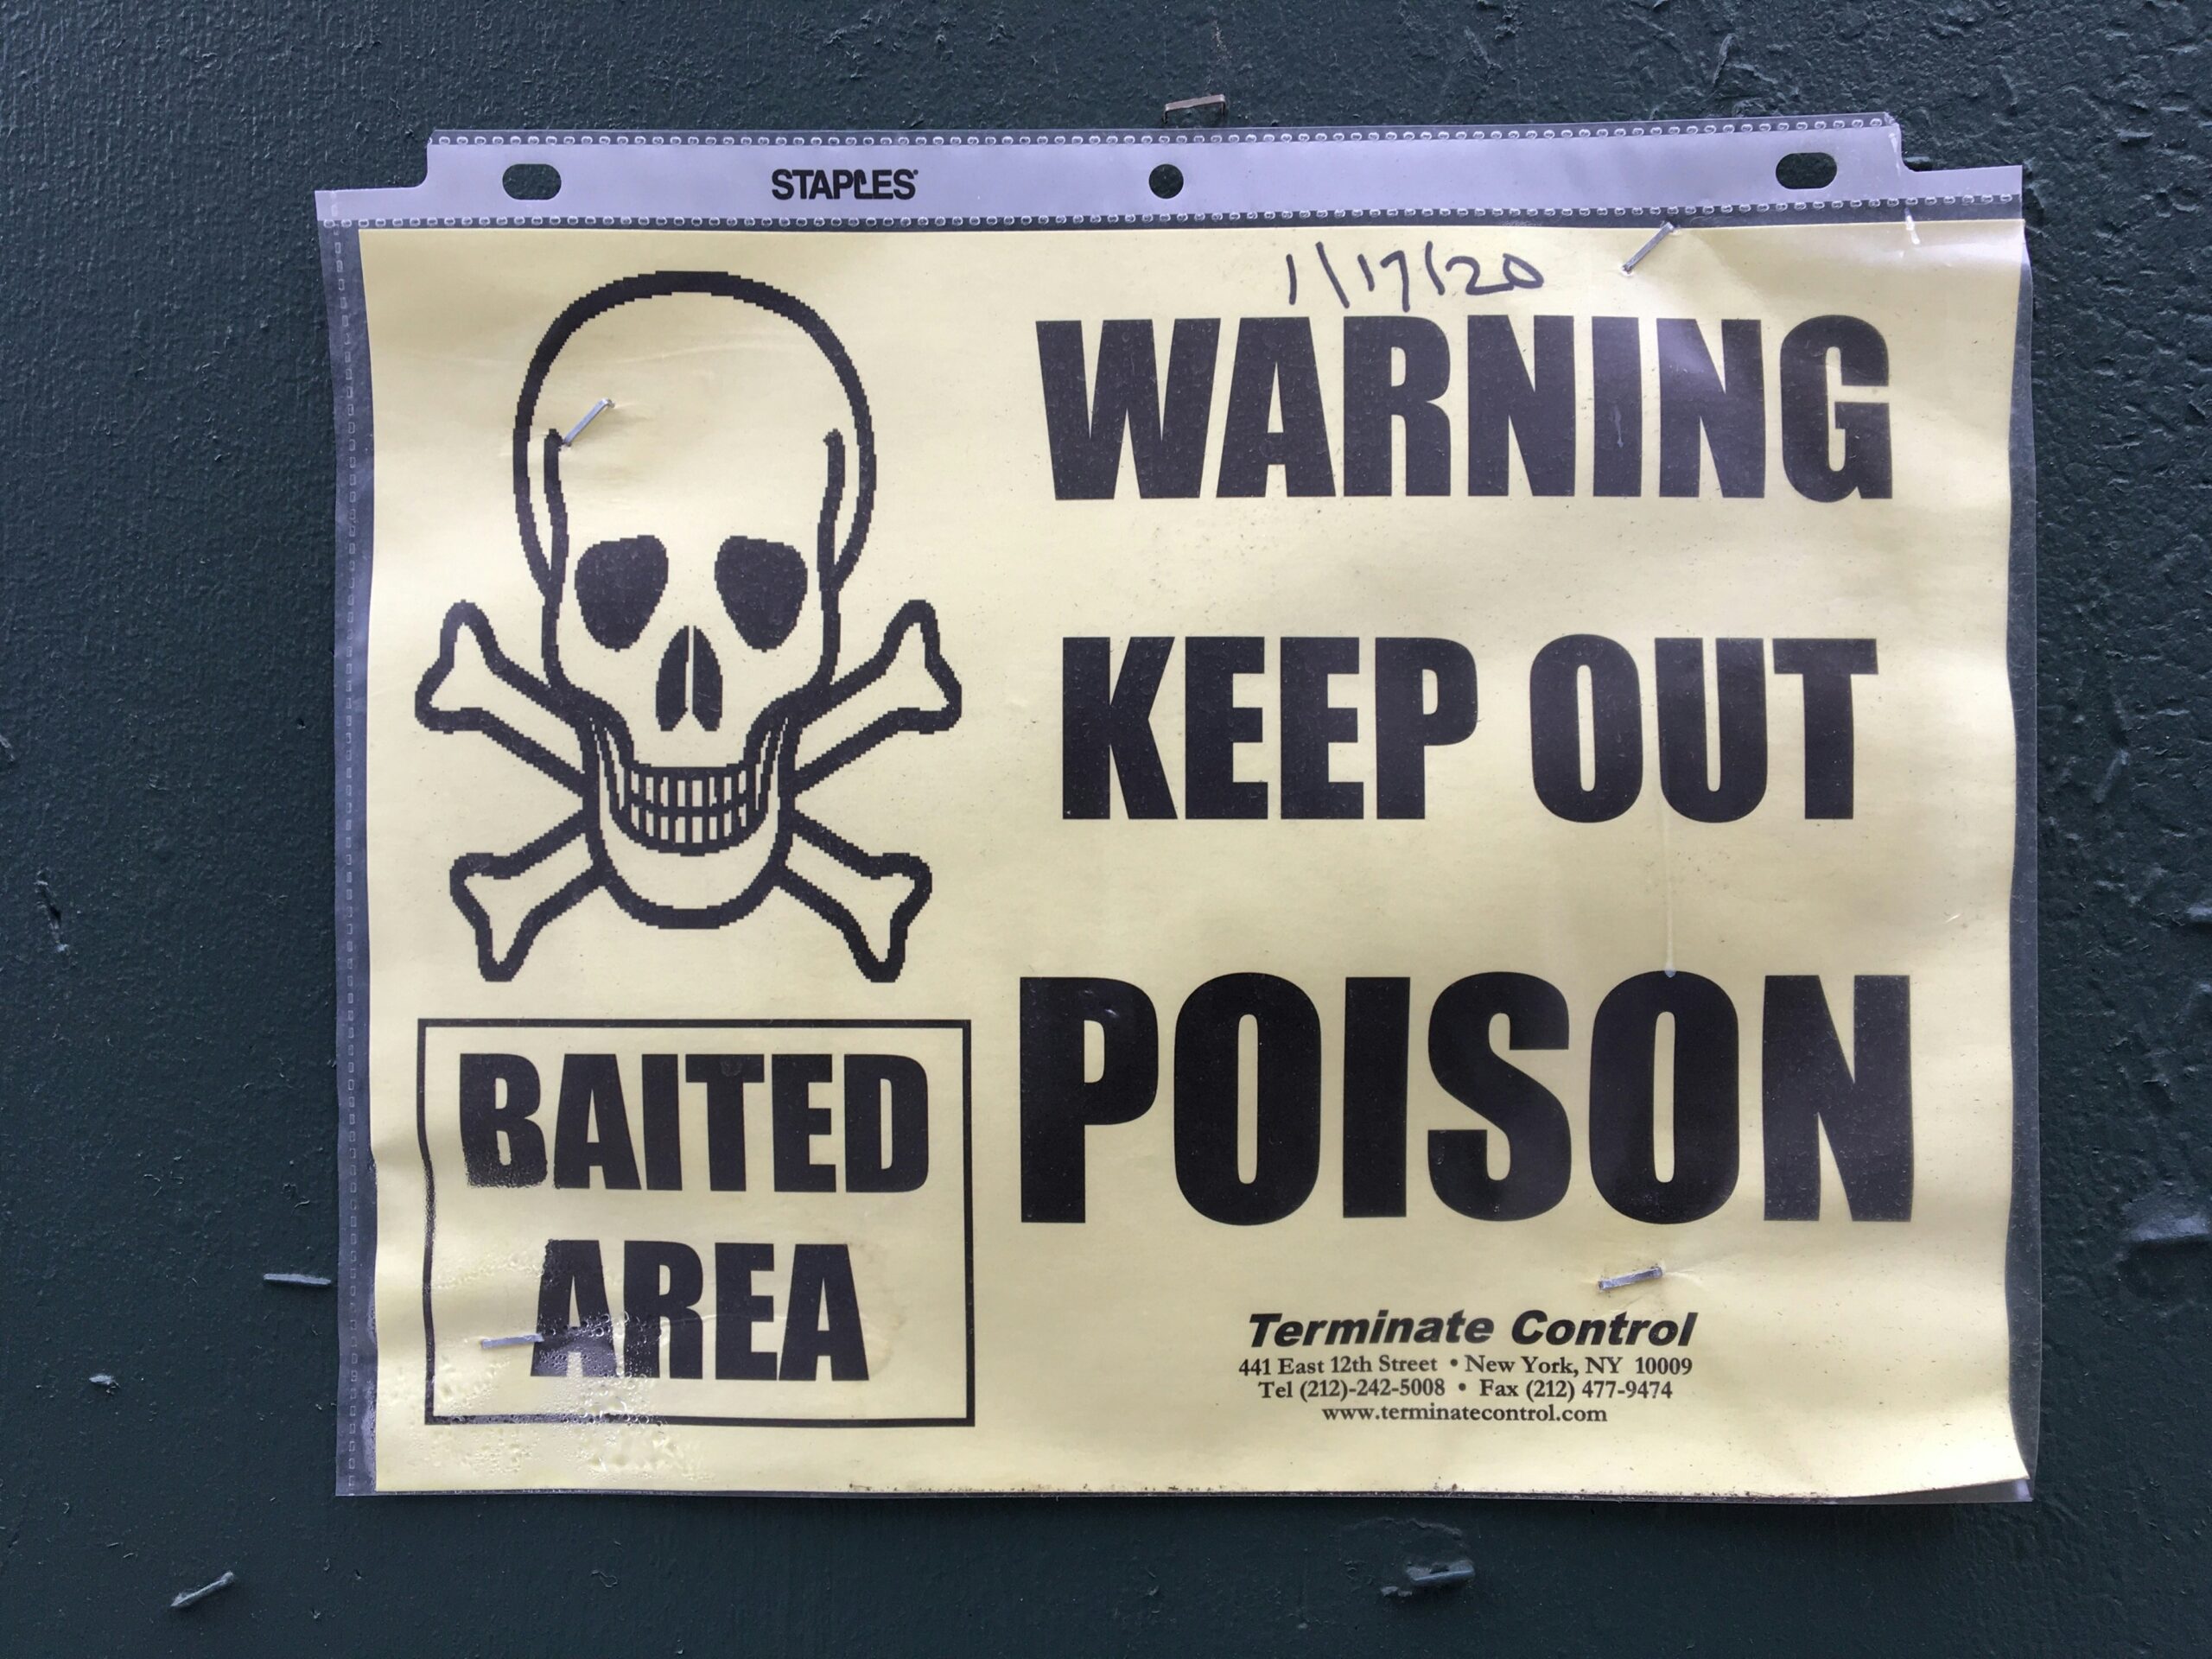 STAPLES
1/17/20
WARNING
KEEP OUT
POISON
BAITED
AREA
Terminate Control
441 East 12th Street • New York, NY 10009
Tel (212)-242-5008 • Fax (212) 477-9474
www.terminatecontrol.com